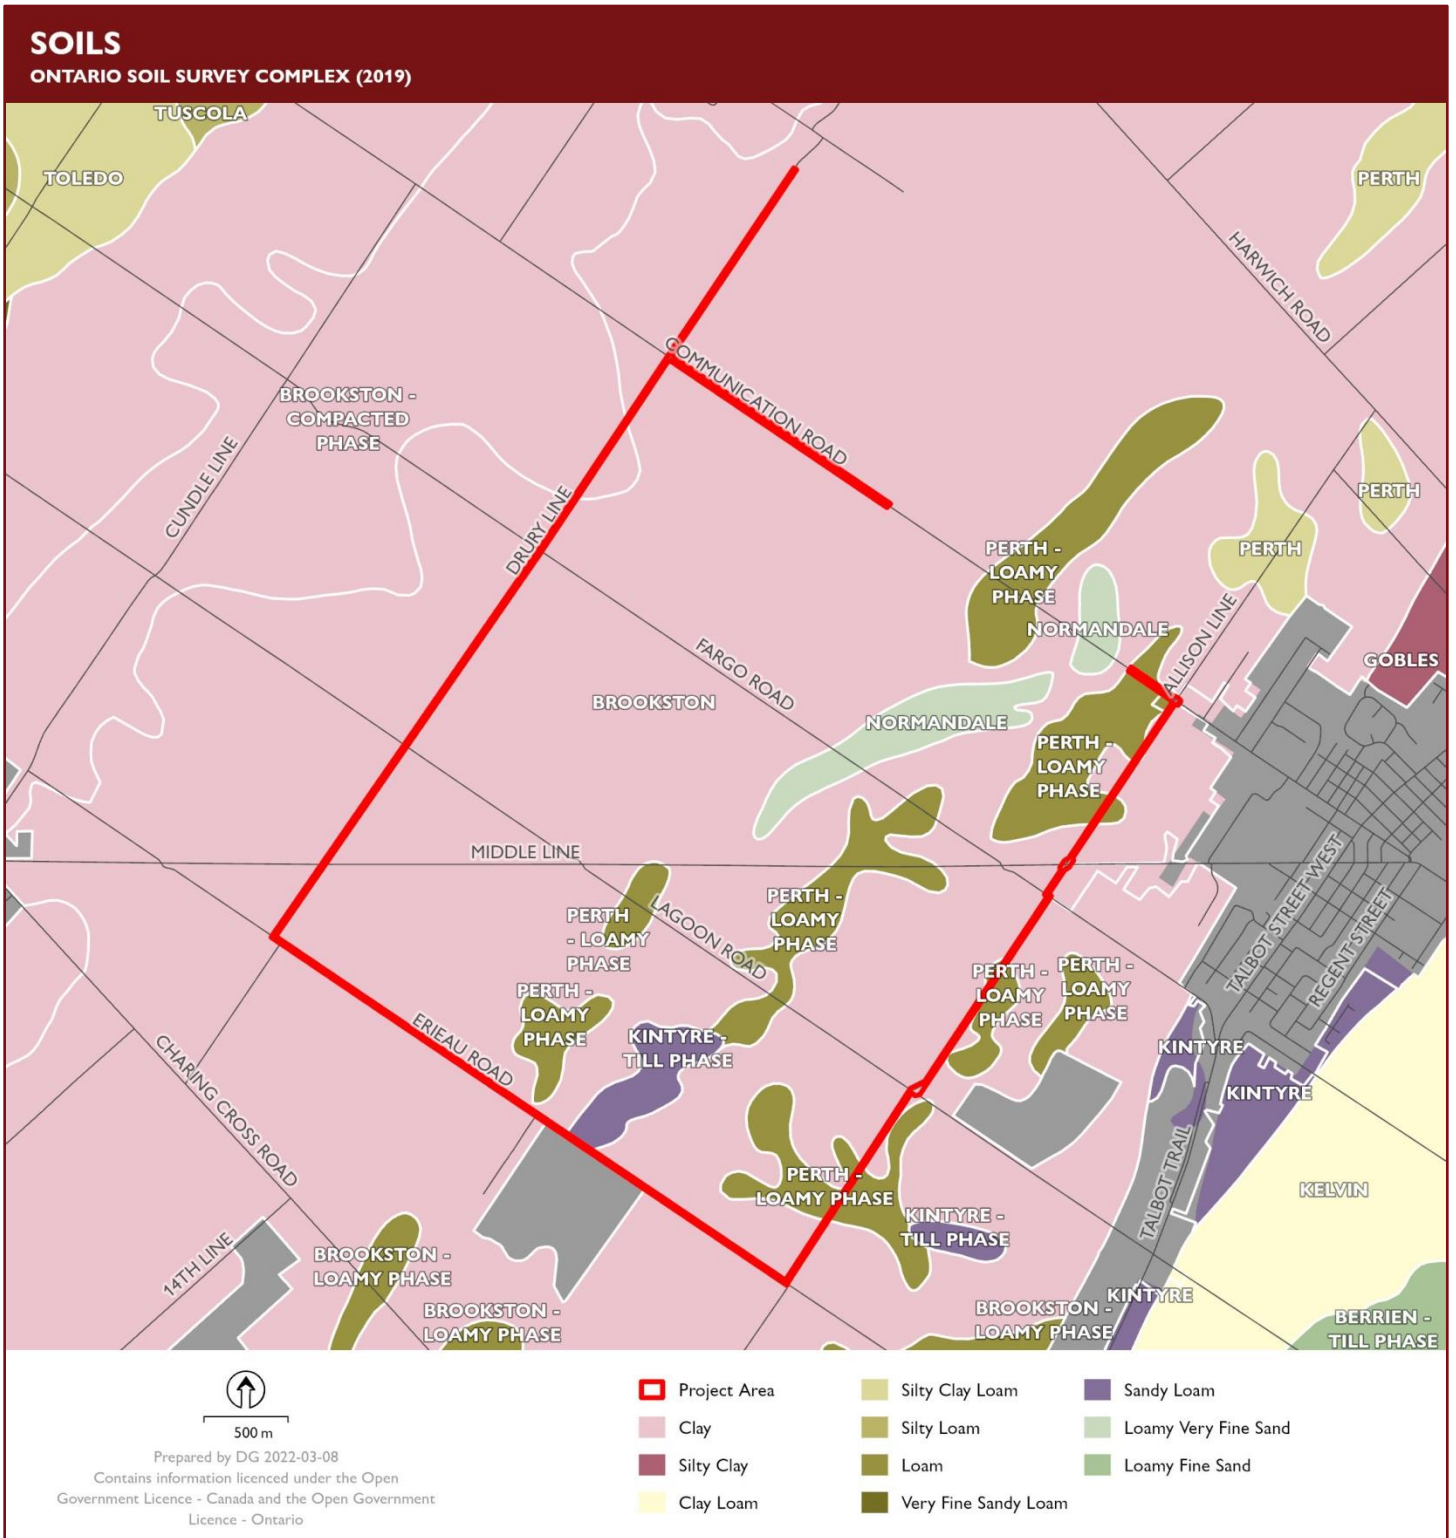 SOILS
ONTARIO SOIL SURVEY COMPLEX (2019)
TUSCOLA
TOLEDO
PERTH
HARWICH ROAD
COMMUNICATION ROAD
BROOKSTON -
COMPACTED
PHASE
CUNDLE LINE
DRURY LINE
PERTH
PERTH
PERTH -
LOAMY
PHASE
NORMANDALE
ALLISON LINE
GOBLES
FARGO ROAD
BROOKSTON
NORMANDALE
PERTH -
LOAMY
PHASE
MIDDLE LINE
PERTH
- LOAMY
PHASE
LAGOON ROAD
PERTH -
LOAMY
PHASE
TALBOT STREET WEST
REGENT STREET
PERTH -
LOAMY
PHASE
PERTH -
LOAMY
PHASE
PERTH -
LOAMY
PHASE
ERIEAU ROAD
KINTYRE -
TILL PHASE
KINTYRE
KINTYRE
CHARING CROSS ROAD
TALBOT TRAIL
PERTH -
LOAMY PHASE
KELVIN
KINTYRE -
TILL PHASE
14TH LINE
BROOKSTON -
LOAMY PHASE
BROOKSTON -
LOAMY PHASE
BROOKSTON -
LOAMY PHASE
KINTYRE
BERRIEN -
TILL PHASE
500 m
Prepared by DG 2022-03-08
Contains information licenced under the Open
Government Licence - Canada and the Open Government
Licence - Ontario
Project Area
Clay
Silty Clay
Clay Loam
Silty Clay Loam
Silty Loam
Loam
Very Fine Sandy Loam
Sandy Loam
Loamy Very Fine Sand
Loamy Fine Sand